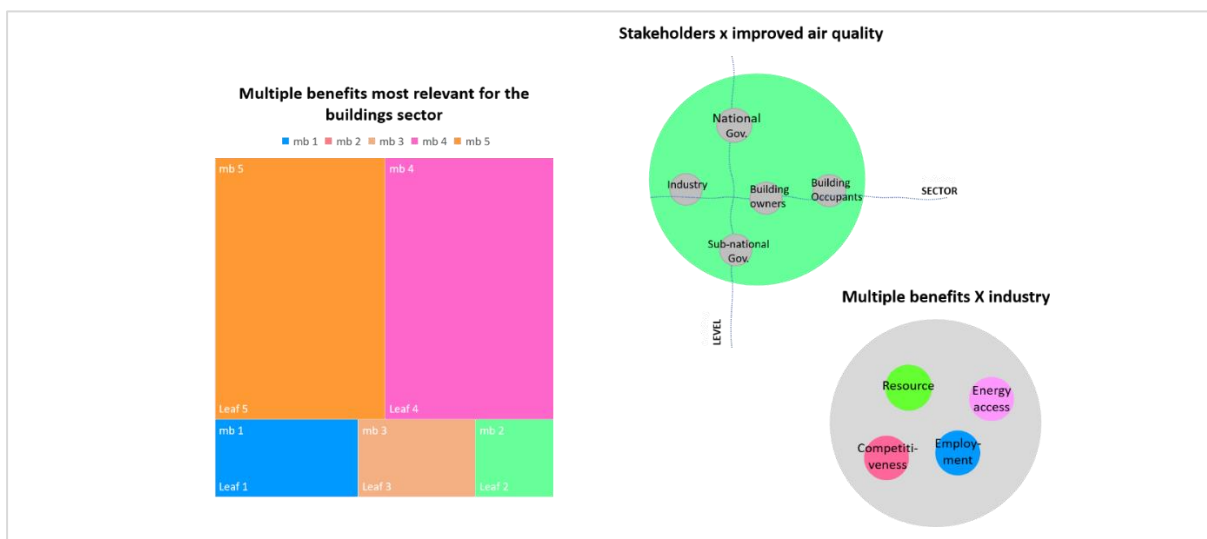 Stakeholders x improved air quality
Multiple benefits most relevant for the
buildings sector
mb 1 mb 2 mb 3 mb 4 mb 5
mb 5
mb 4
Leaf 5
Leaf 4
mb 1
mb 3
mb 2
Leaf 1
Leaf 3
Leaf 2
National
Gov.
Industry
Building
owners
Building
Occupants
SECTOR
Sub-national
Gov.
LEVEL
Multiple benefits X industry
Resource
Energy
access
Competiti-
veness
Employ-
ment